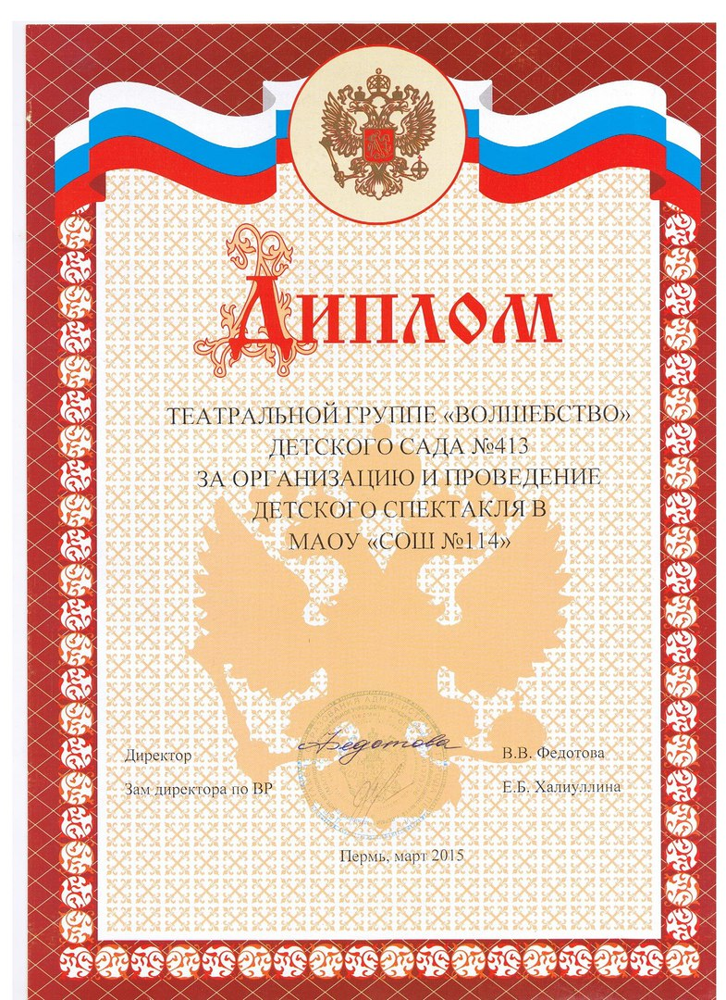 Диплом
ТЕАТРАЛЬНОЙ ГРУППЕ «ВОЛШЕБСТВО»
ДЕТСКОГО САДА №413
ЗА ОРГАНИЗАЦИЮ И ПРОВЕДЕНИЕ
ДЕТСКОГО СПЕКТАКЛЯ В
МАОУ «СОШ №114»
Директор Федотова В.В. Федотова
Зам директора по ВР Е.Б. Халиуллина
Пермь, март 2015